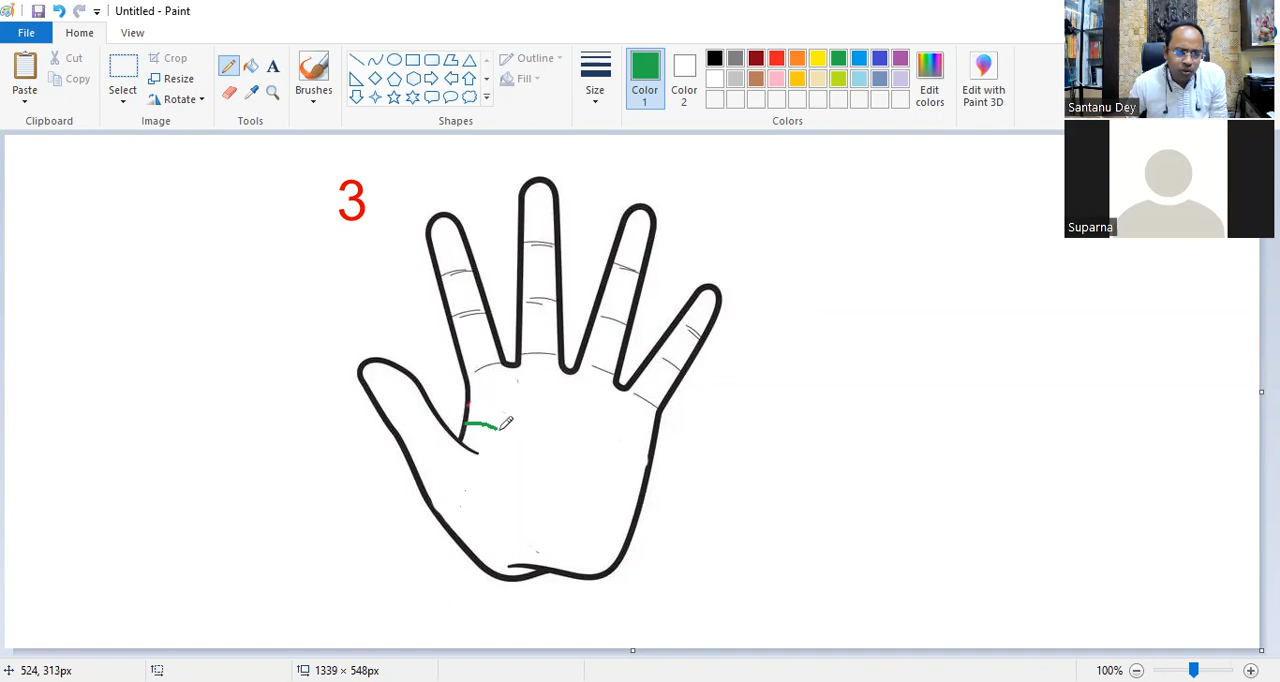 Untitled - Paint
File
Home
View
Paste
Cut
Copy
Clipboard
Select
Crop
Resize
Rotate
Image
A
Tools
Brushes
Shapes
Outline
Fill
Size
Color 1
Color 2
Edit colors
Colors
Edit with Paint 3D
Santanu Dey
Suparna
3
524, 313px
1339 × 548px
100%